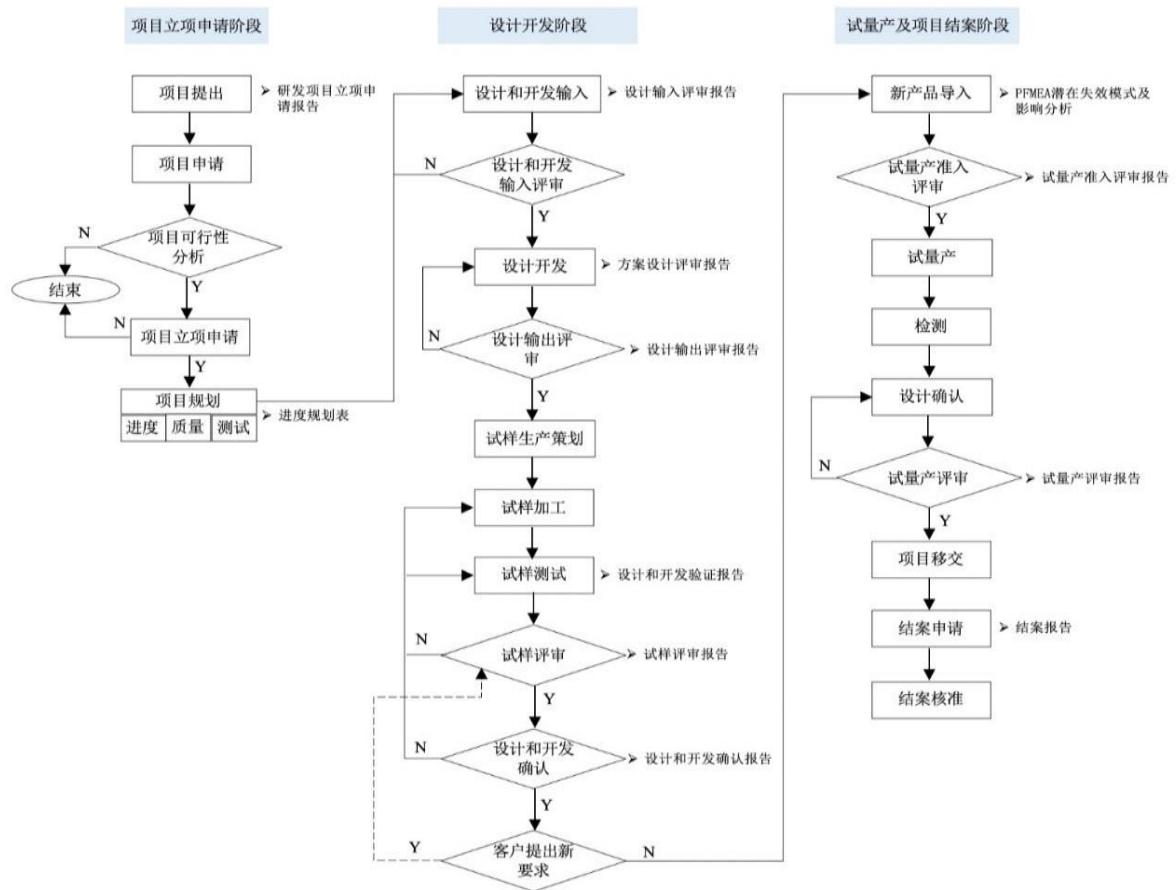 项目立项申请阶段
项目提出
研发项目立项申
请报告
项目申请
N
项目可行性
分析
结束
Y
N
项目立项申请
Y
项目规划
进度
质量
测试
进度规划表
设计开发阶段
设计和开发输入
设计输入评审报告
N
设计和开发
输入评审
Y
设计开发
方案设计评审报告
N
设计输出评
审
设计输出评审报告
Y
试样生产策划
试样加工
试样测试
设计和开发验证报告
N
试样评审
试样评审报告
Y
N
设计和开发
确认
设计和开发确认报告
Y
Y
客户提出新
要求
N
试量产及项目结案阶段
新产品导入
PFMEA潜在失效模式及
影响分析
试量产准入
评审
试量产准入评审报告
Y
试量产
检测
设计确认
N
试量产评审
试量产评审报告
Y
项目移交
结案申请
结案报告
结案核准